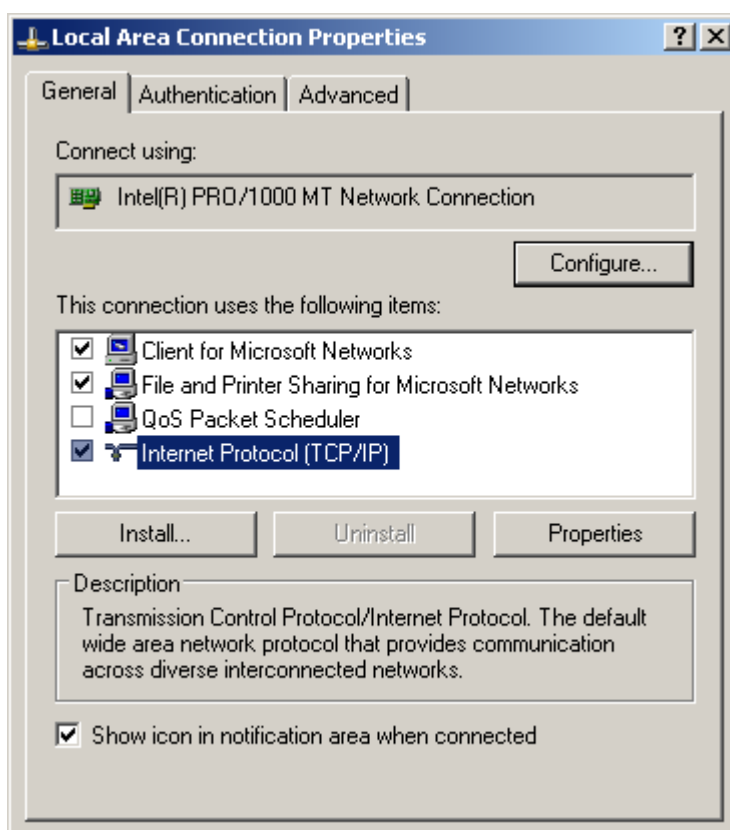 Local Area Connection Properties
General Authentication Advanced
Connect using:
Intel(R) PRO/1000 MT Network Connection
Configure...
This connection uses the following items:
Client for Microsoft Networks
File and Printer Sharing for Microsoft Networks
QoS Packet Scheduler
Internet Protocol (TCP/IP)
Install... Uninstall Properties
Description
Transmission Control Protocol/Internet Protocol. The default
wide area network protocol that provides communication
across diverse interconnected networks.
Show icon in notification area when connected